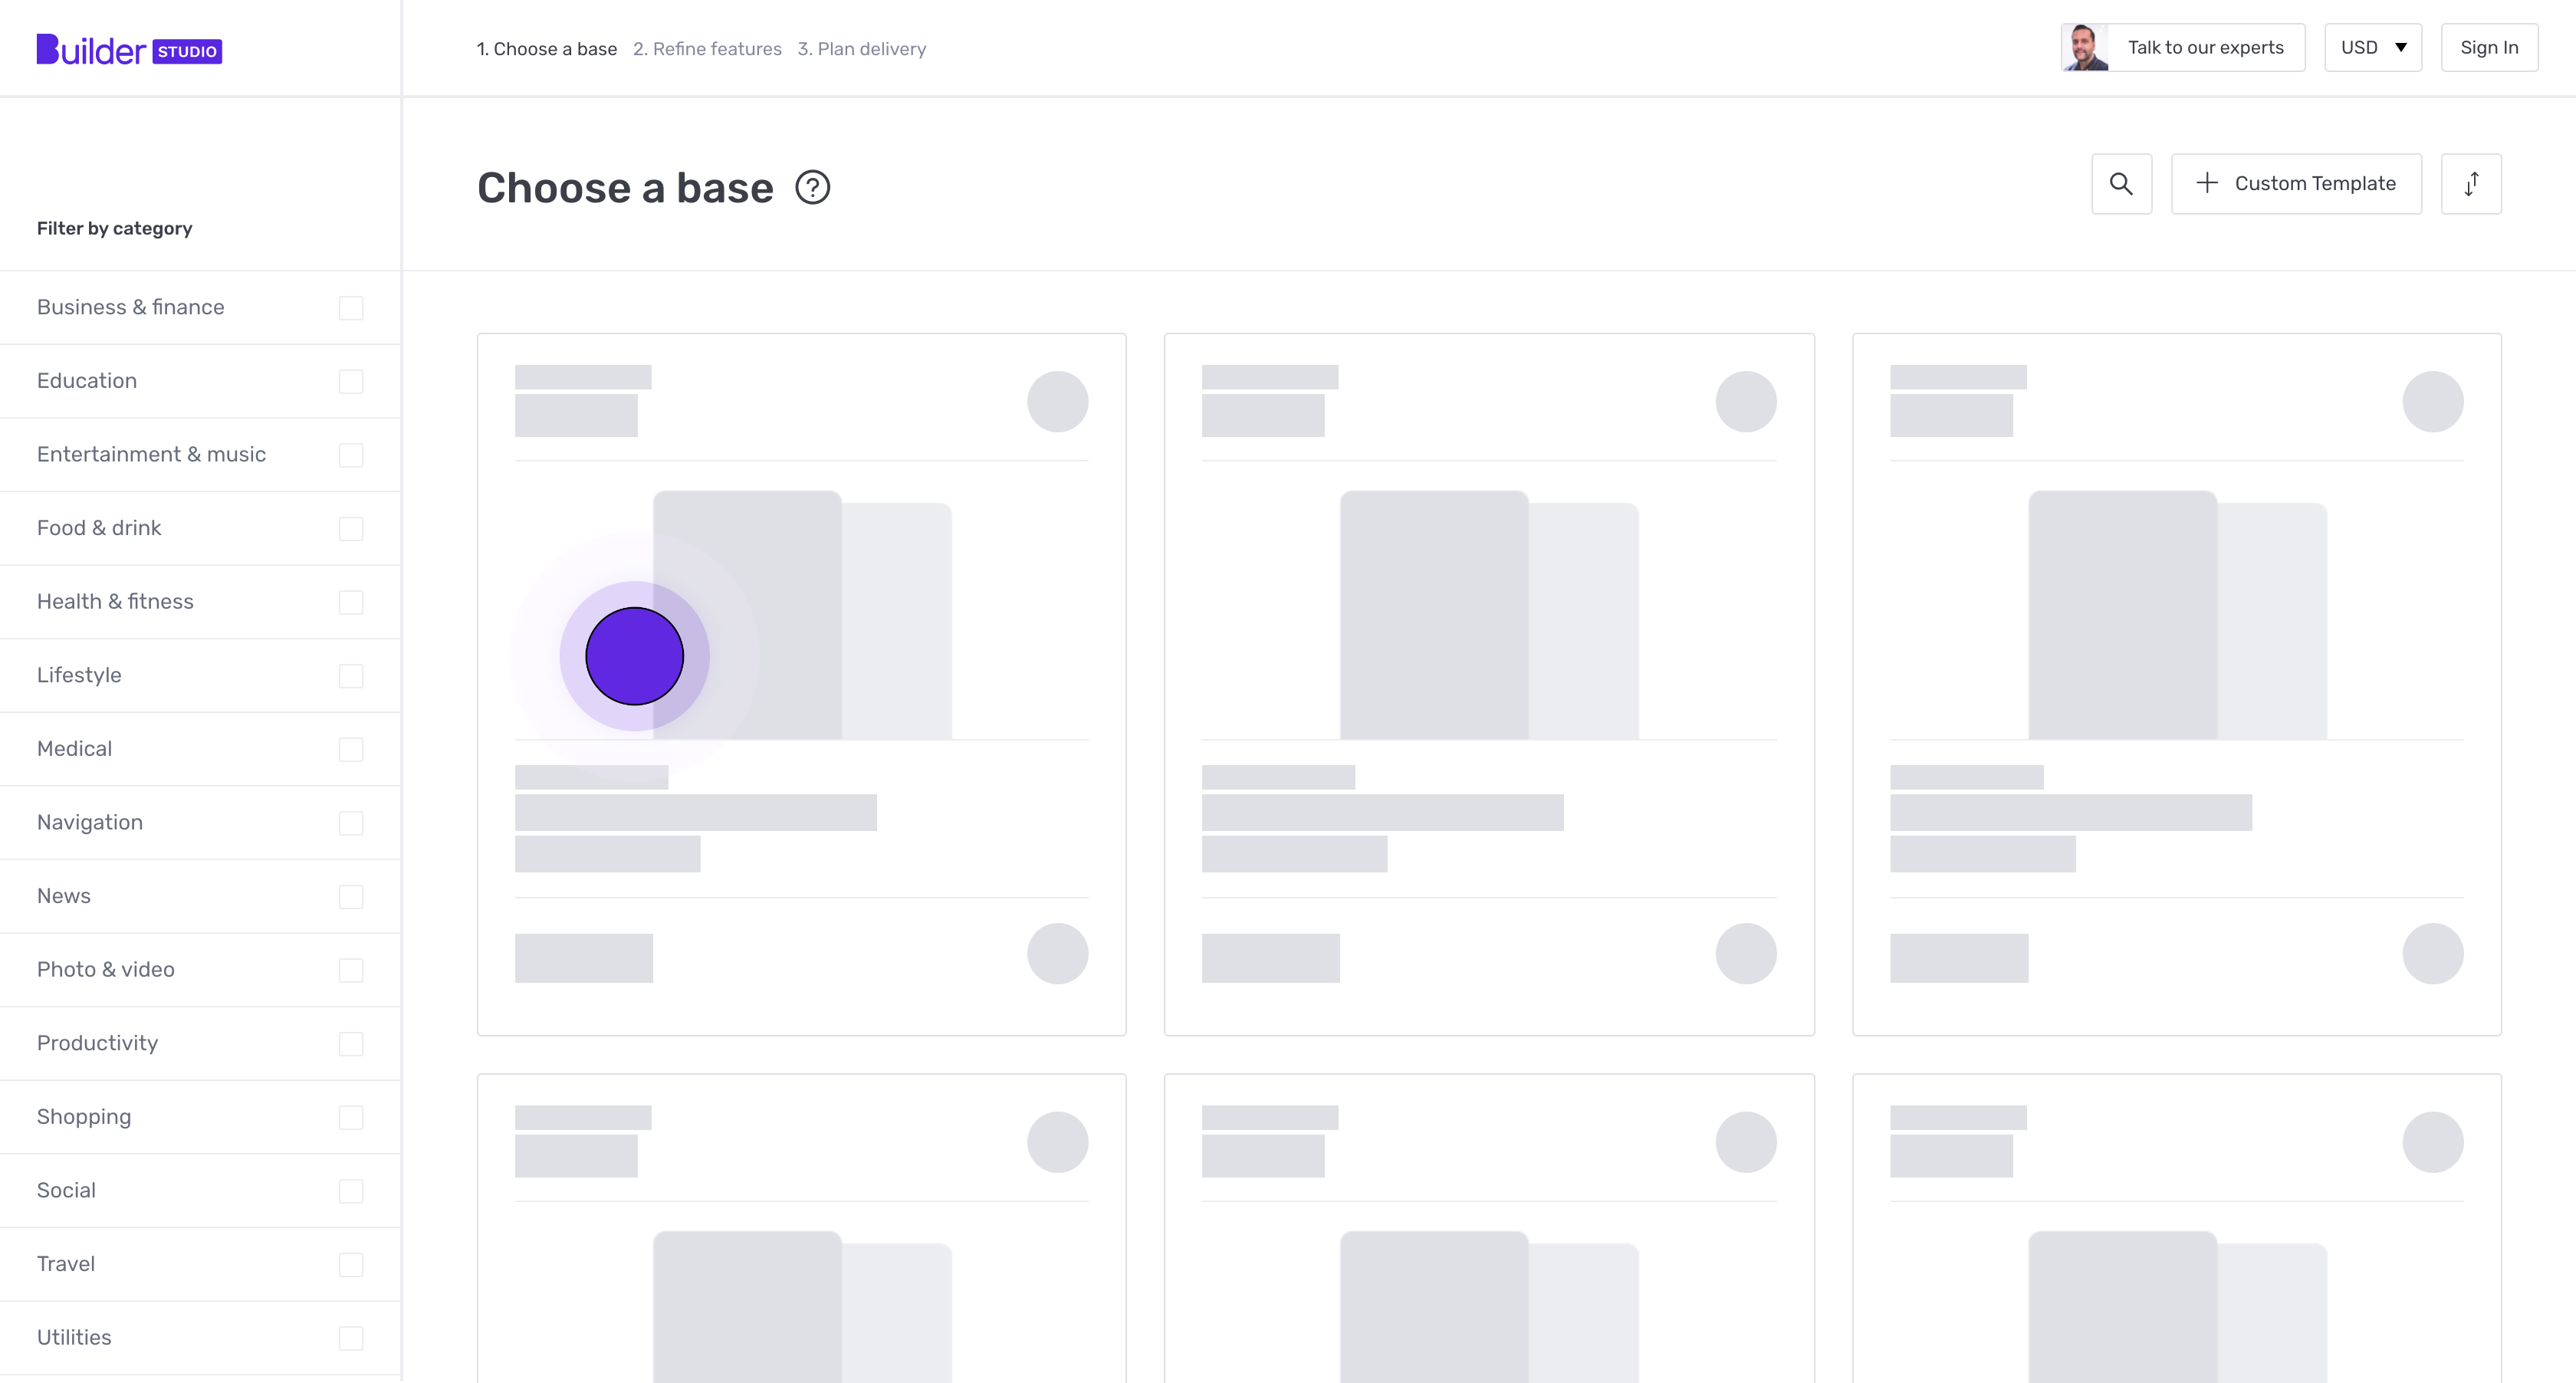 Builder STUDIO
1. Choose a base 2. Refine features 3. Plan delivery
Talk to our experts
USD
Sign In
Choose a base ?
Custom Template
Filter by category
Business & finance
Education
Entertainment & music
Food & drink
Health & fitness
Lifestyle
Medical
Navigation
News
Photo & video
Productivity
Shopping
Social
Travel
Utilities